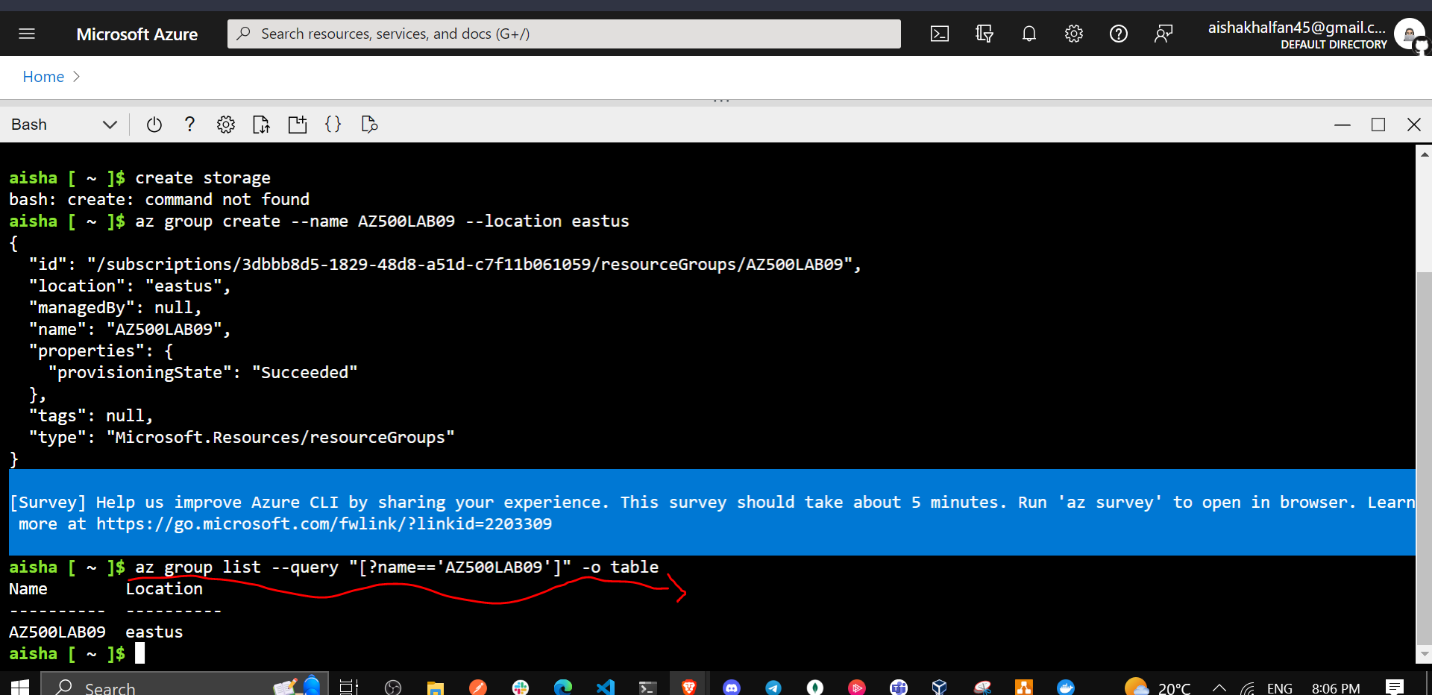 Microsoft Azure
Search resources, services, and docs (G+/)
aishakhalfan45@gmail.c...
DEFAULT DIRECTORY
Home >
Bash
aisha [ ~ ]$ create storage
bash: create: command not found
aisha [ ~ ]$ az group create --name AZ500LAB09 --location eastus
{
  "id": "/subscriptions/3dbbb8d5-1829-48d8-a51d-c7f11b061059/resourceGroups/AZ500LAB09",
  "location": "eastus",
  "managedBy": null,
  "name": "AZ500LAB09",
  "properties": {
    "provisioningState": "Succeeded"
  },
  "tags": null,
  "type": "Microsoft.Resources/resourceGroups"
}
[Survey] Help us improve Azure CLI by sharing your experience. This survey should take about 5 minutes. Run 'az survey' to open in browser. Learn
 more at https://go.microsoft.com/fwlink/?linkid=2203309
aisha [ ~ ]$ az group list --query "[?name=='AZ500LAB09']" -o table
Name        Location
----------  ----------
AZ500LAB09  eastus
aisha [ ~ ]$
Search
20°C
ENG
8:06 PM